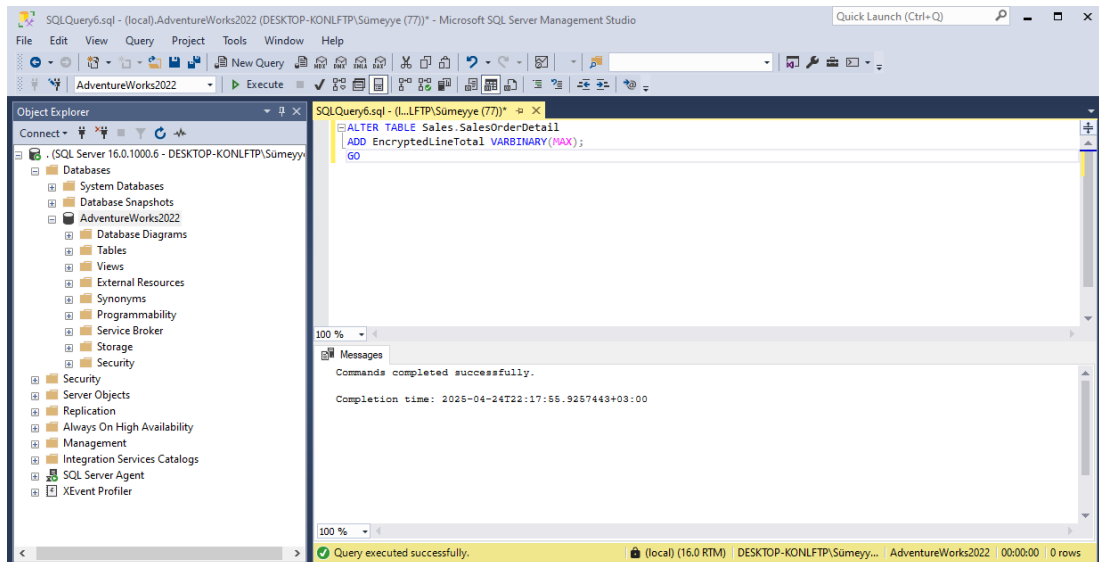 SQLQuery6.sql - (local).AdventureWorks2022 (DESKTOP-KONLFTP\Sümeyye (77))* - Microsoft SQL Server Management Studio
Quick Launch (Ctrl+Q)
File Edit View Query Project Tools Window Help
New Query
AdventureWorks2022 Execute
Object Explorer
Connect
. (SQL Server 16.0.1000.6 - DESKTOP-KONLFTP\Sümeyy
Databases
System Databases
Database Snapshots
AdventureWorks2022
Database Diagrams
Tables
Views
External Resources
Synonyms
Programmability
Service Broker
Storage
Security
Security
Server Objects
Replication
Always On High Availability
Management
Integration Services Catalogs
SQL Server Agent
XEvent Profiler
SQLQuery6.sql - (l...LFTP\Sümeyye (77))*
ALTER TABLE Sales.SalesOrderDetail
ADD EncryptedLineTotal VARBINARY(MAX);
GO
100 %
Messages
Commands completed successfully.
Completion time: 2025-04-24T22:17:55.9257443+03:00
100 %
Query executed successfully. (local) (16.0 RTM) DESKTOP-KONLFTP\Sümeyy... AdventureWorks2022 00:00:00 0 rows